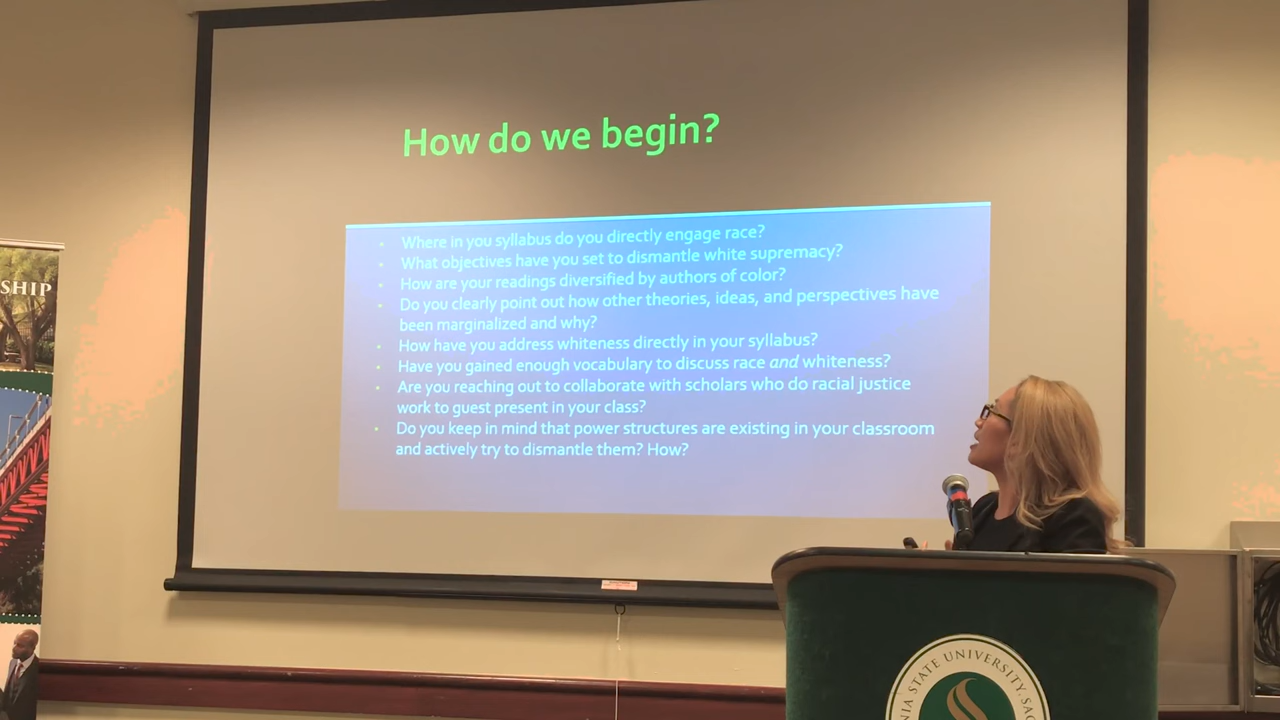 How do we begin?
Where in you syllabus do you directly engage race?
What objectives have you set to dismantle white supremacy?
How are your readings diversified by authors of color?
Do you clearly point out how other theories, ideas, and perspectives have
been marginalized and why?
How have you address whiteness directly in your syllabus?
Have you gained enough vocabulary to discuss race and whiteness?
Are you reaching out to collaborate with scholars who do racial justice
work to guest present in your class?
Do you keep in mind that power structures are existing in your classroom
and actively try to dismantle them? How?
SHIP
NIA STATE UNIVERSITY, SAC